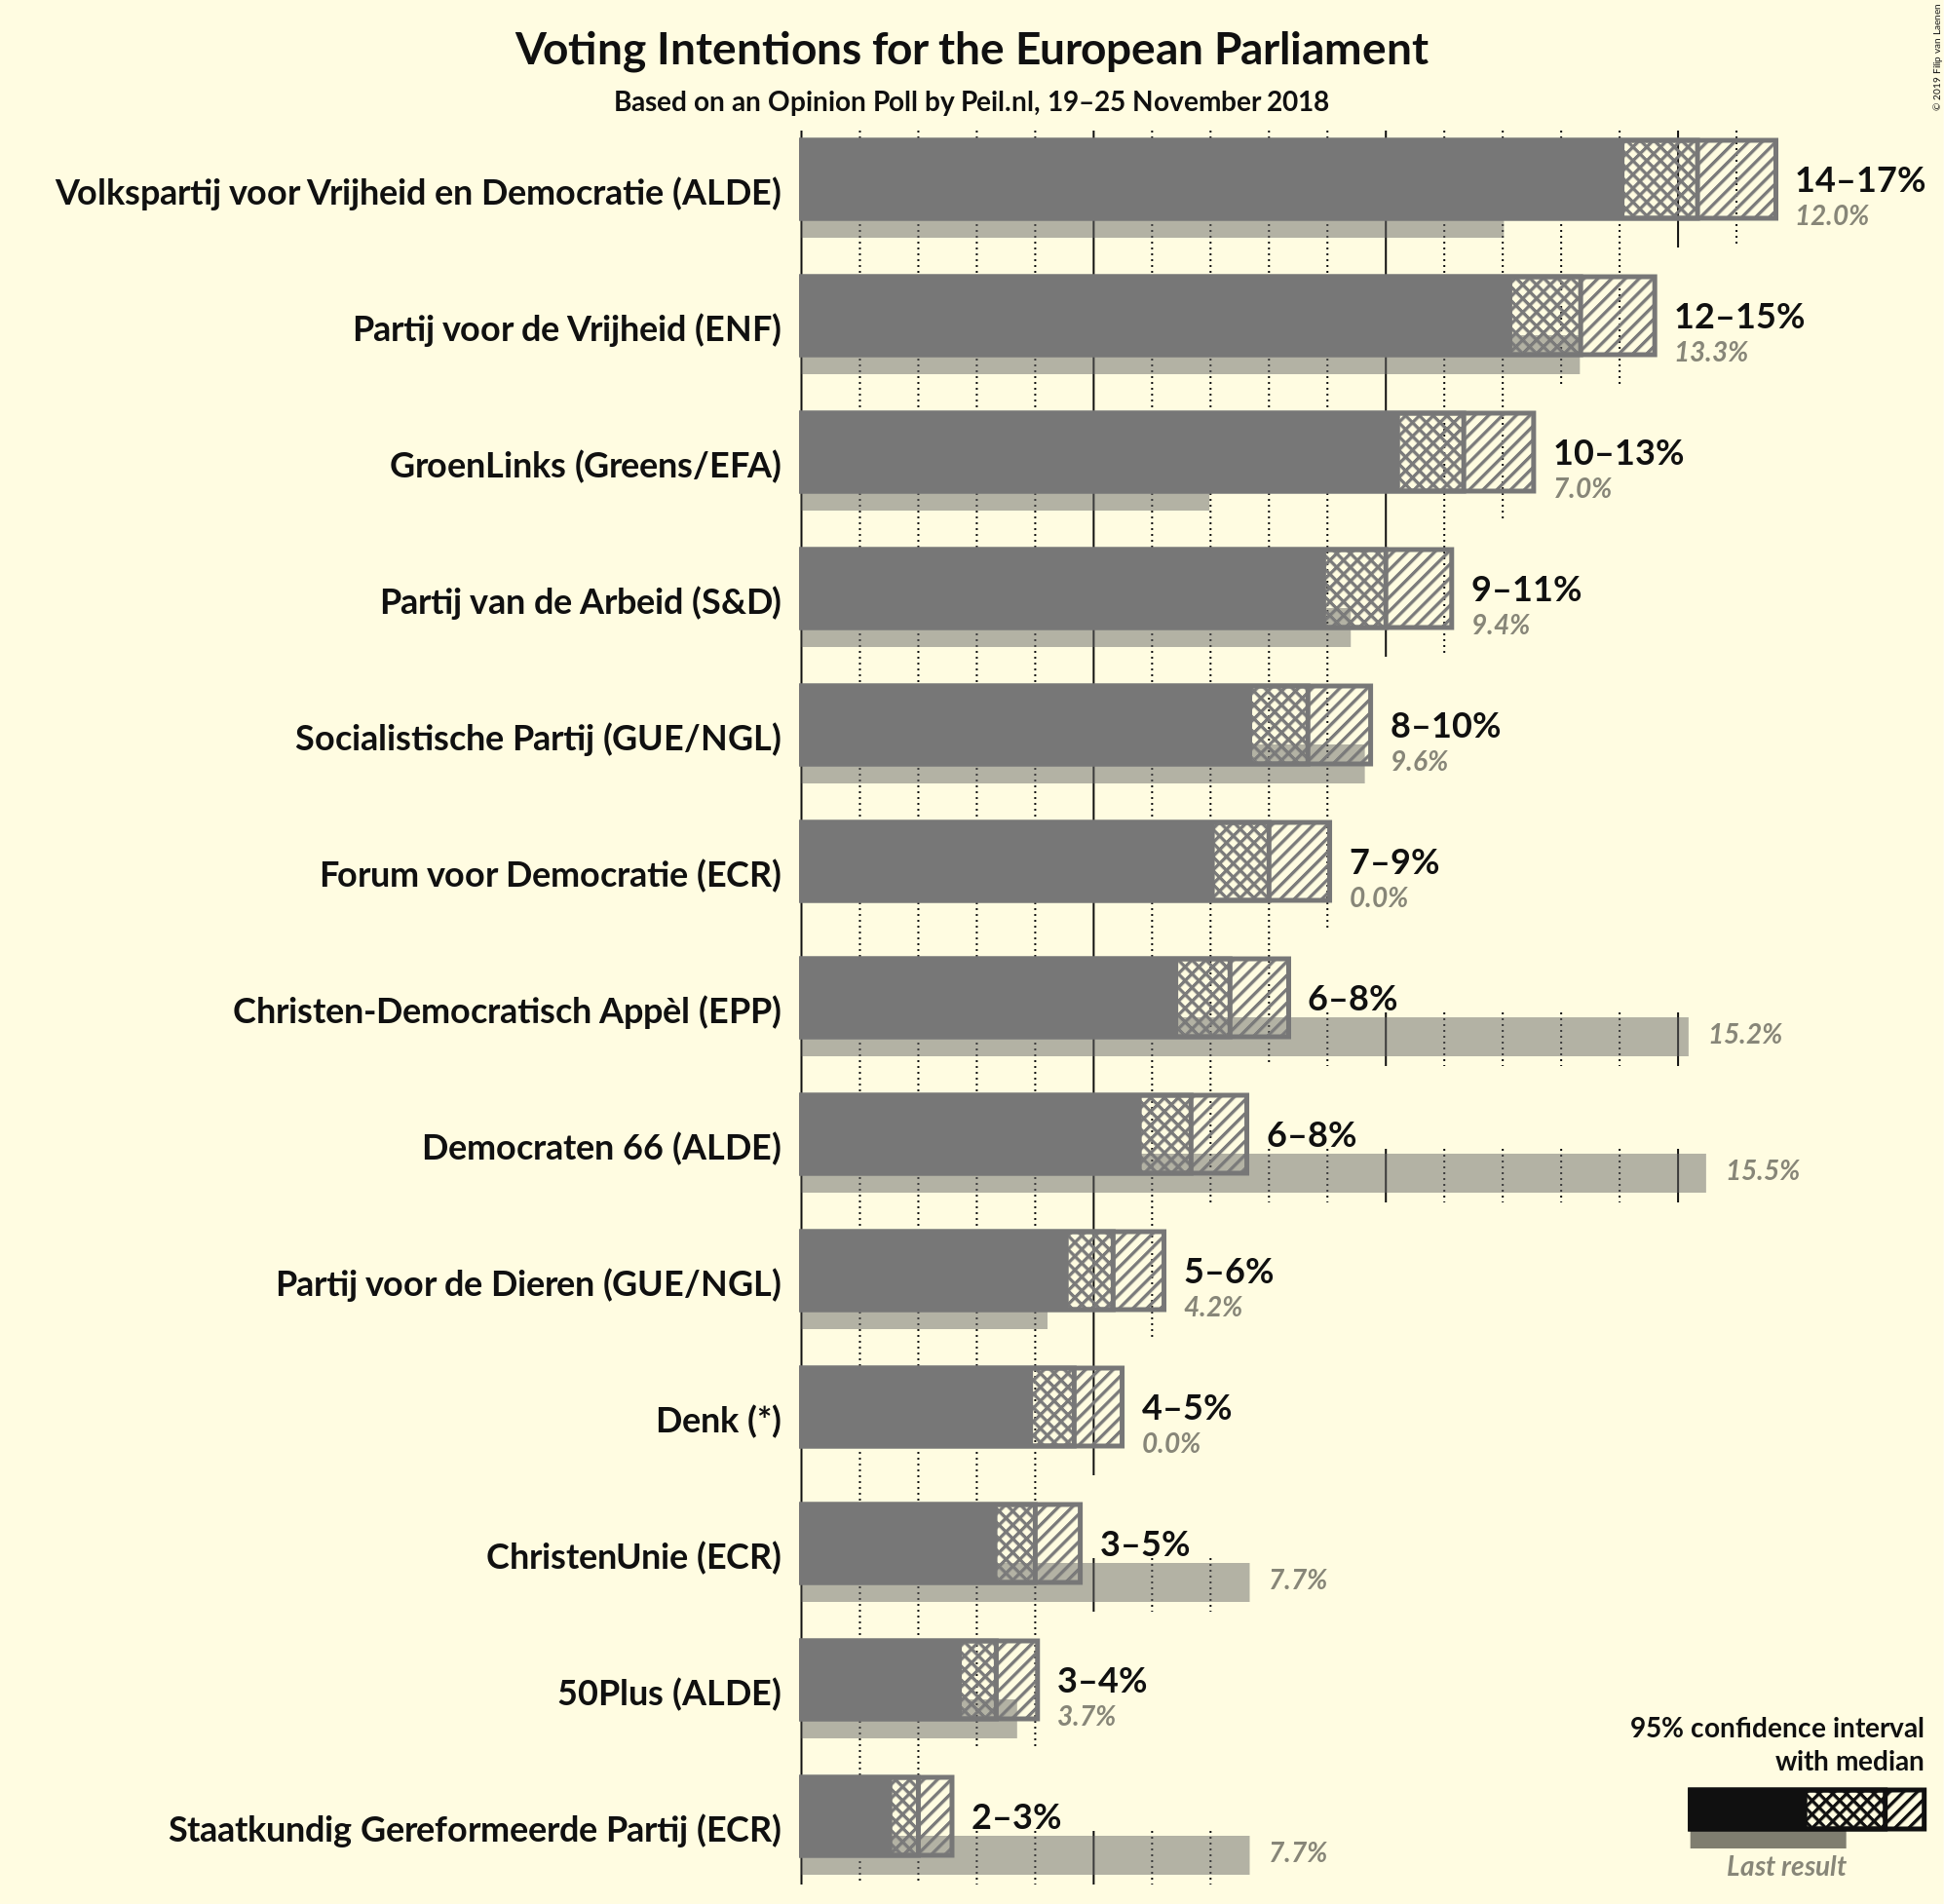 Voting Intentions for the European Parliament
Based on an Opinion Poll by Peil.nl, 19–25 November 2018
© 2019 Filip van Laenen
Volkspartij voor Vrijheid en Democratie (ALDE)
14–17%
12.0%
Partij voor de Vrijheid (ENF)
12–15%
13.3%
GroenLinks (Greens/EFA)
10–13%
7.0%
Partij van de Arbeid (S&D)
9–11%
9.4%
Socialistische Partij (GUE/NGL)
8–10%
9.6%
Forum voor Democratie (ECR)
7–9%
0.0%
Christen-Democratisch Appèl (EPP)
6–8%
15.2%
Democraten 66 (ALDE)
6–8%
15.5%
Partij voor de Dieren (GUE/NGL)
5–6%
4.2%
Denk (*)
4–5%
0.0%
ChristenUnie (ECR)
3–5%
7.7%
50Plus (ALDE)
3–4%
3.7%
Staatkundig Gereformeerde Partij (ECR)
2–3%
7.7%
95% confidence interval
with median
Last result